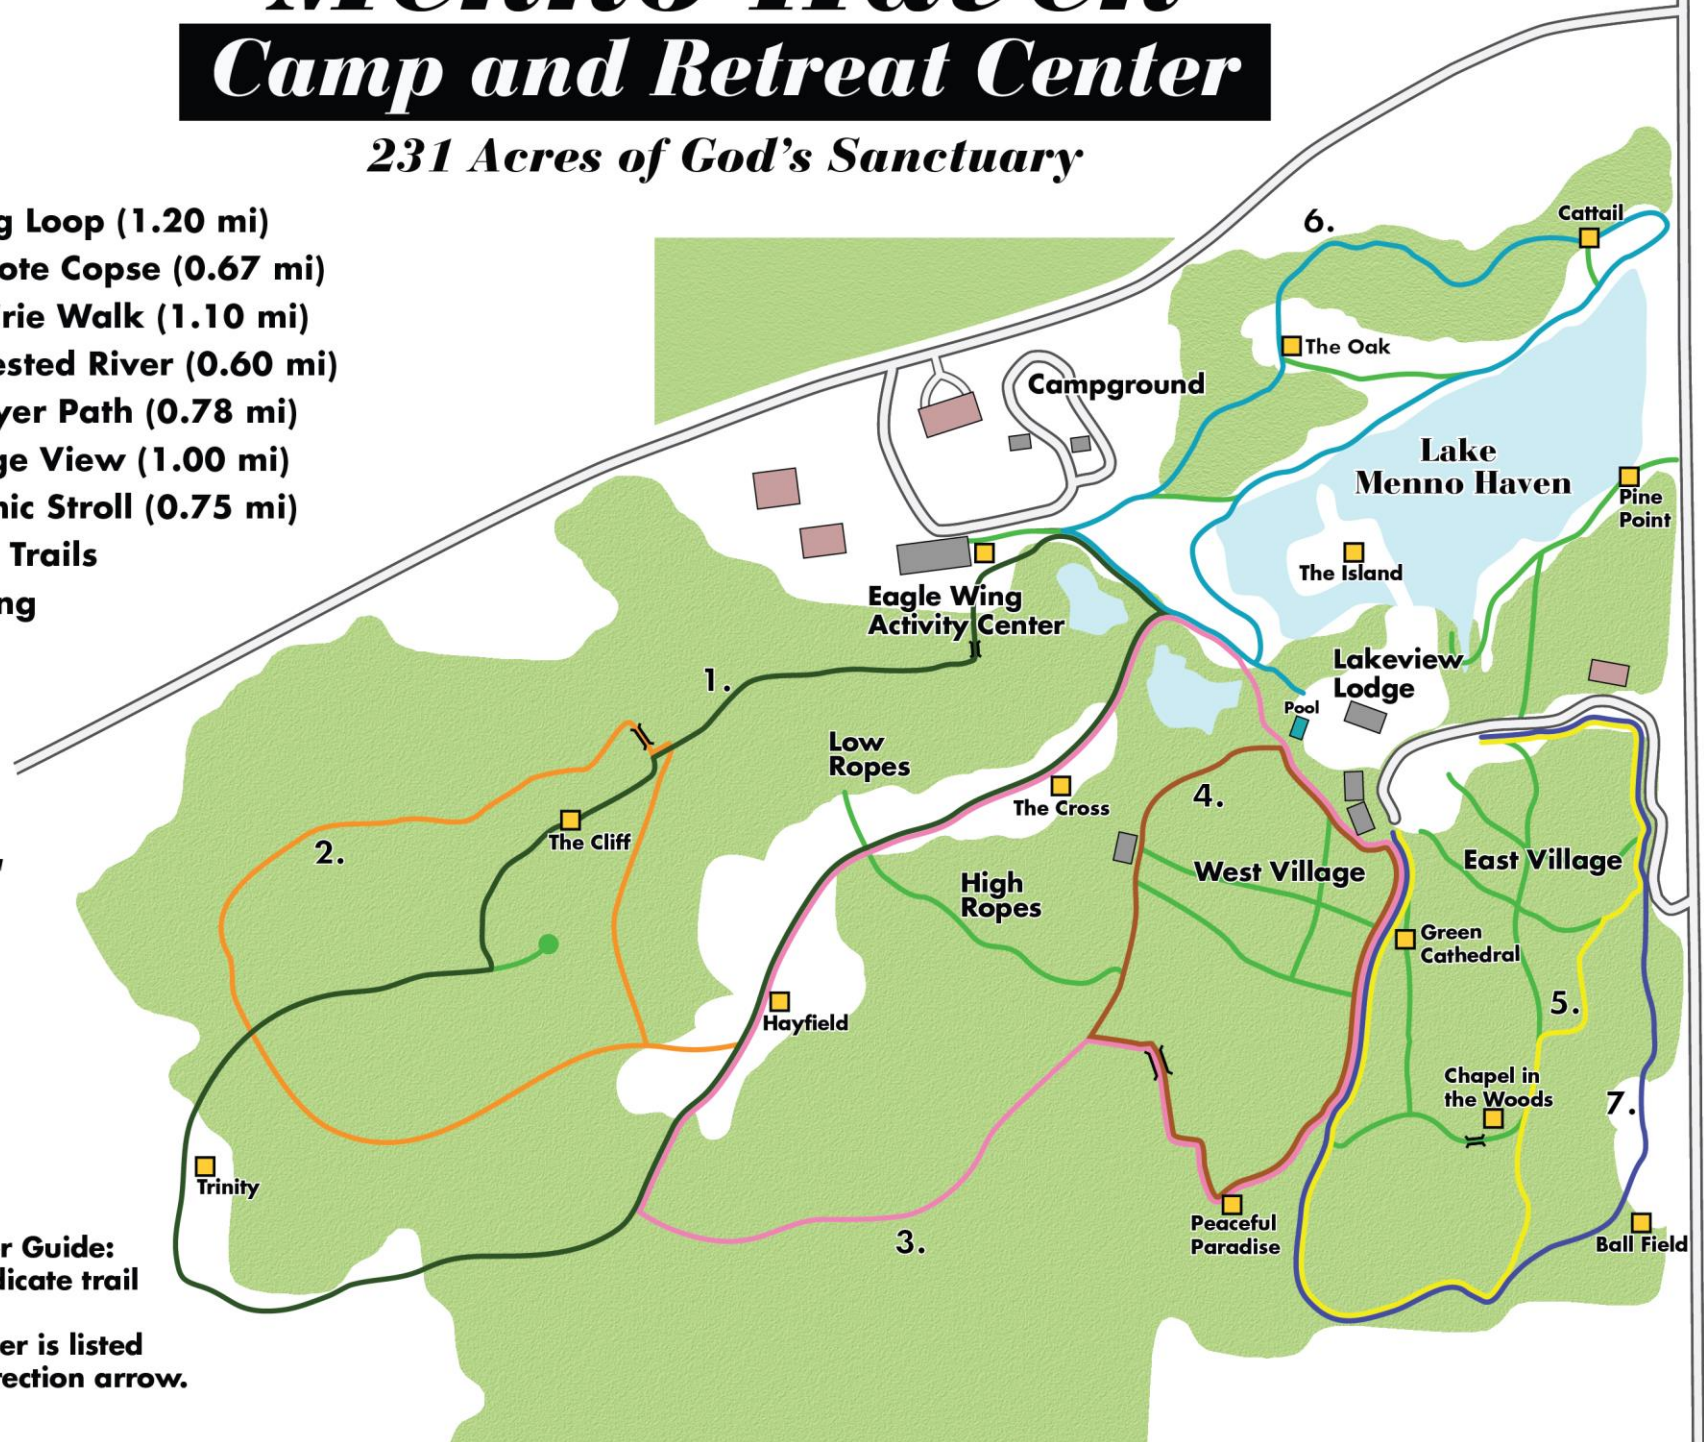 Camp and Retreat Center
231 Acres of God's Sanctuary
g Loop (1.20 mi)
ote Copse (0.67 mi)
irie Walk (1.10 mi)
ested River (0.60 mi)
yer Path (0.78 mi)
ge View (1.00 mi)
nic Stroll (0.75 mi)
Trails
ng
6.
Cattail
The Oak
Campground
Lake
Menno Haven
Pine
Point
The Island
Eagle Wing
Activity Center
Lakeview
Lodge
Pool
1.
Low
Ropes
The Cross
4.
The Cliff
2.
West Village
East Village
High
Ropes
Green
Cathedral
Hayfield
5.
Chapel in
the Woods
7.
Trinity
Peaceful
Paradise
Ball Field
3.
r Guide:
dicate trail
er is listed
rection arrow.